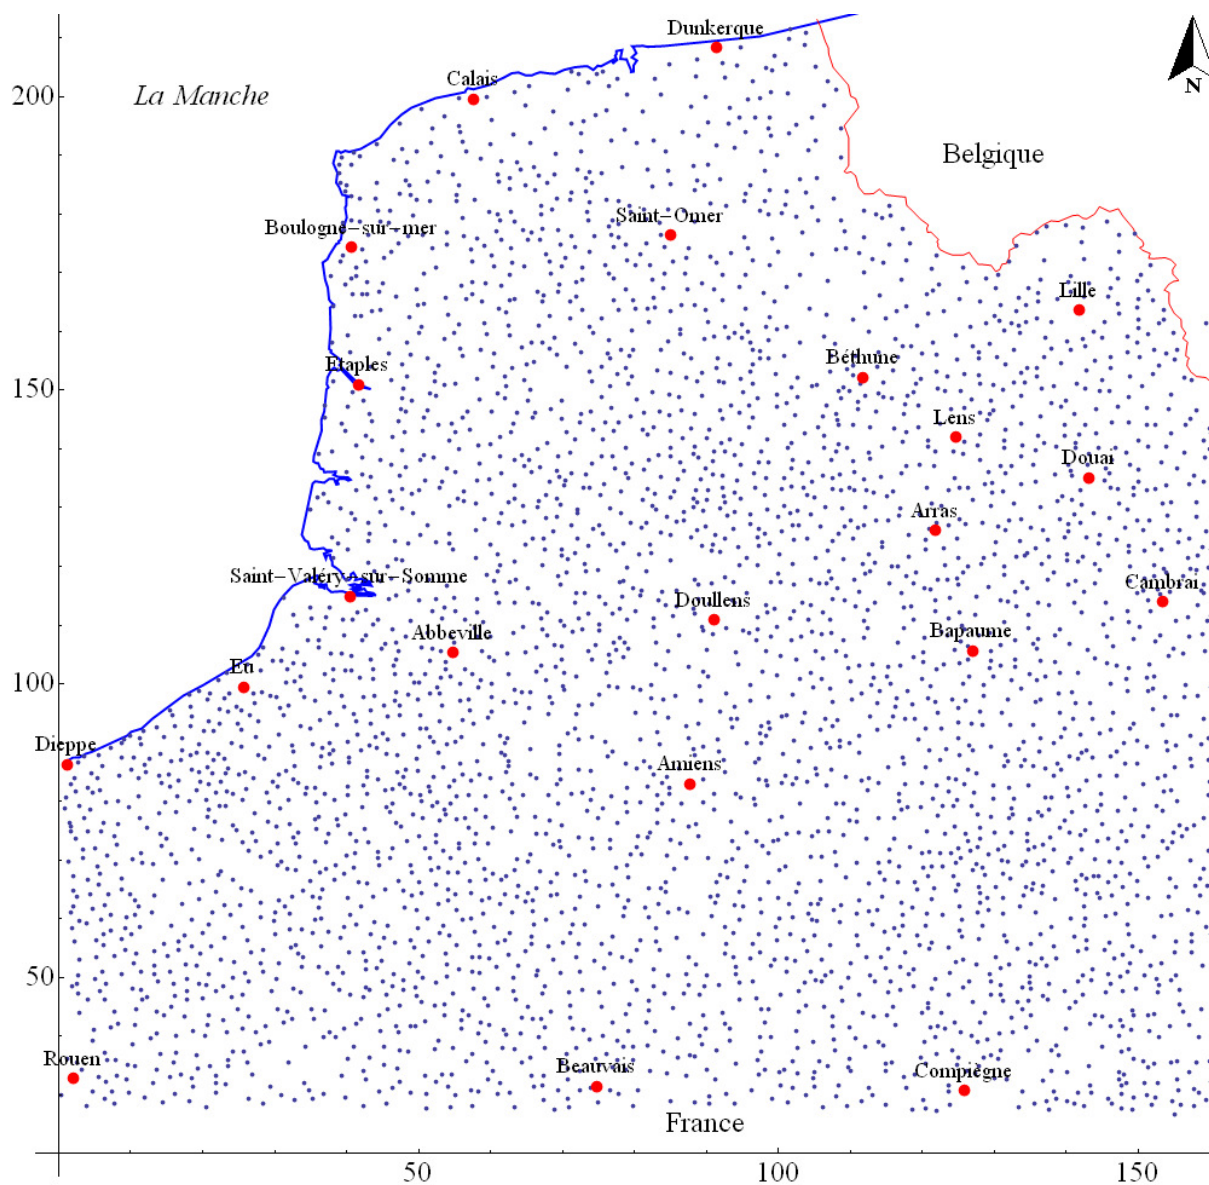 Dunkerque
Calais
200
La Manche
N
Belgique
Saint-Omer
Boulogne-sur-mer
Lille
Béthune
Etaples
150
Lens
Douai
Arras
Saint-Valéry-sur-Somme
Cambrai
Doullens
Abbeville
Bapaume
Eu
100
Dieppe
Amiens
50
Rouen
Beauvais
Compiègne
France
50
100
150